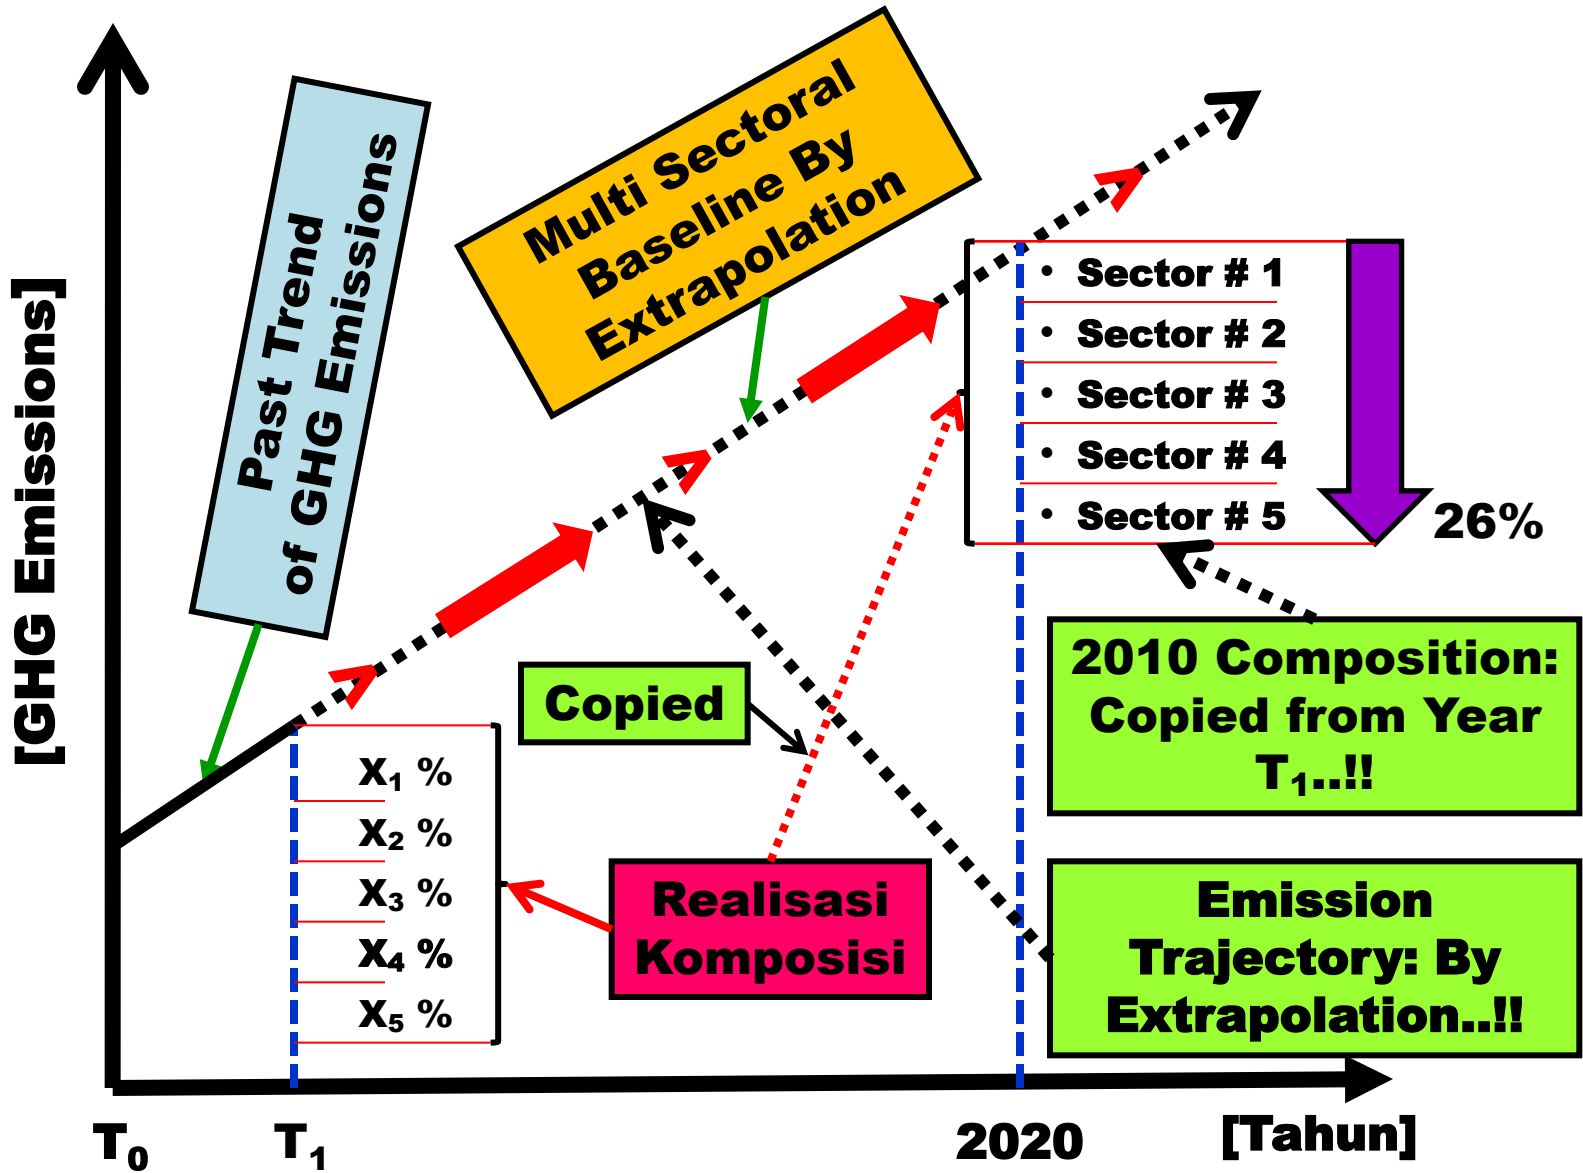 [GHG Emissions]
Past Trend
of GHG Emissions
Multi Sectoral
Baseline By
Extrapolation
• Sector # 1
• Sector # 2
• Sector # 3
• Sector # 4
• Sector # 5
26%
2010 Composition:
Copied from Year
T₁..!!
Copied
X₁ %
X₂ %
X₃ %
X₄ %
X₅ %
Realisasi
Komposisi
Emission
Trajectory: By
Extrapolation..!!
T₀
T₁
2020
[Tahun]